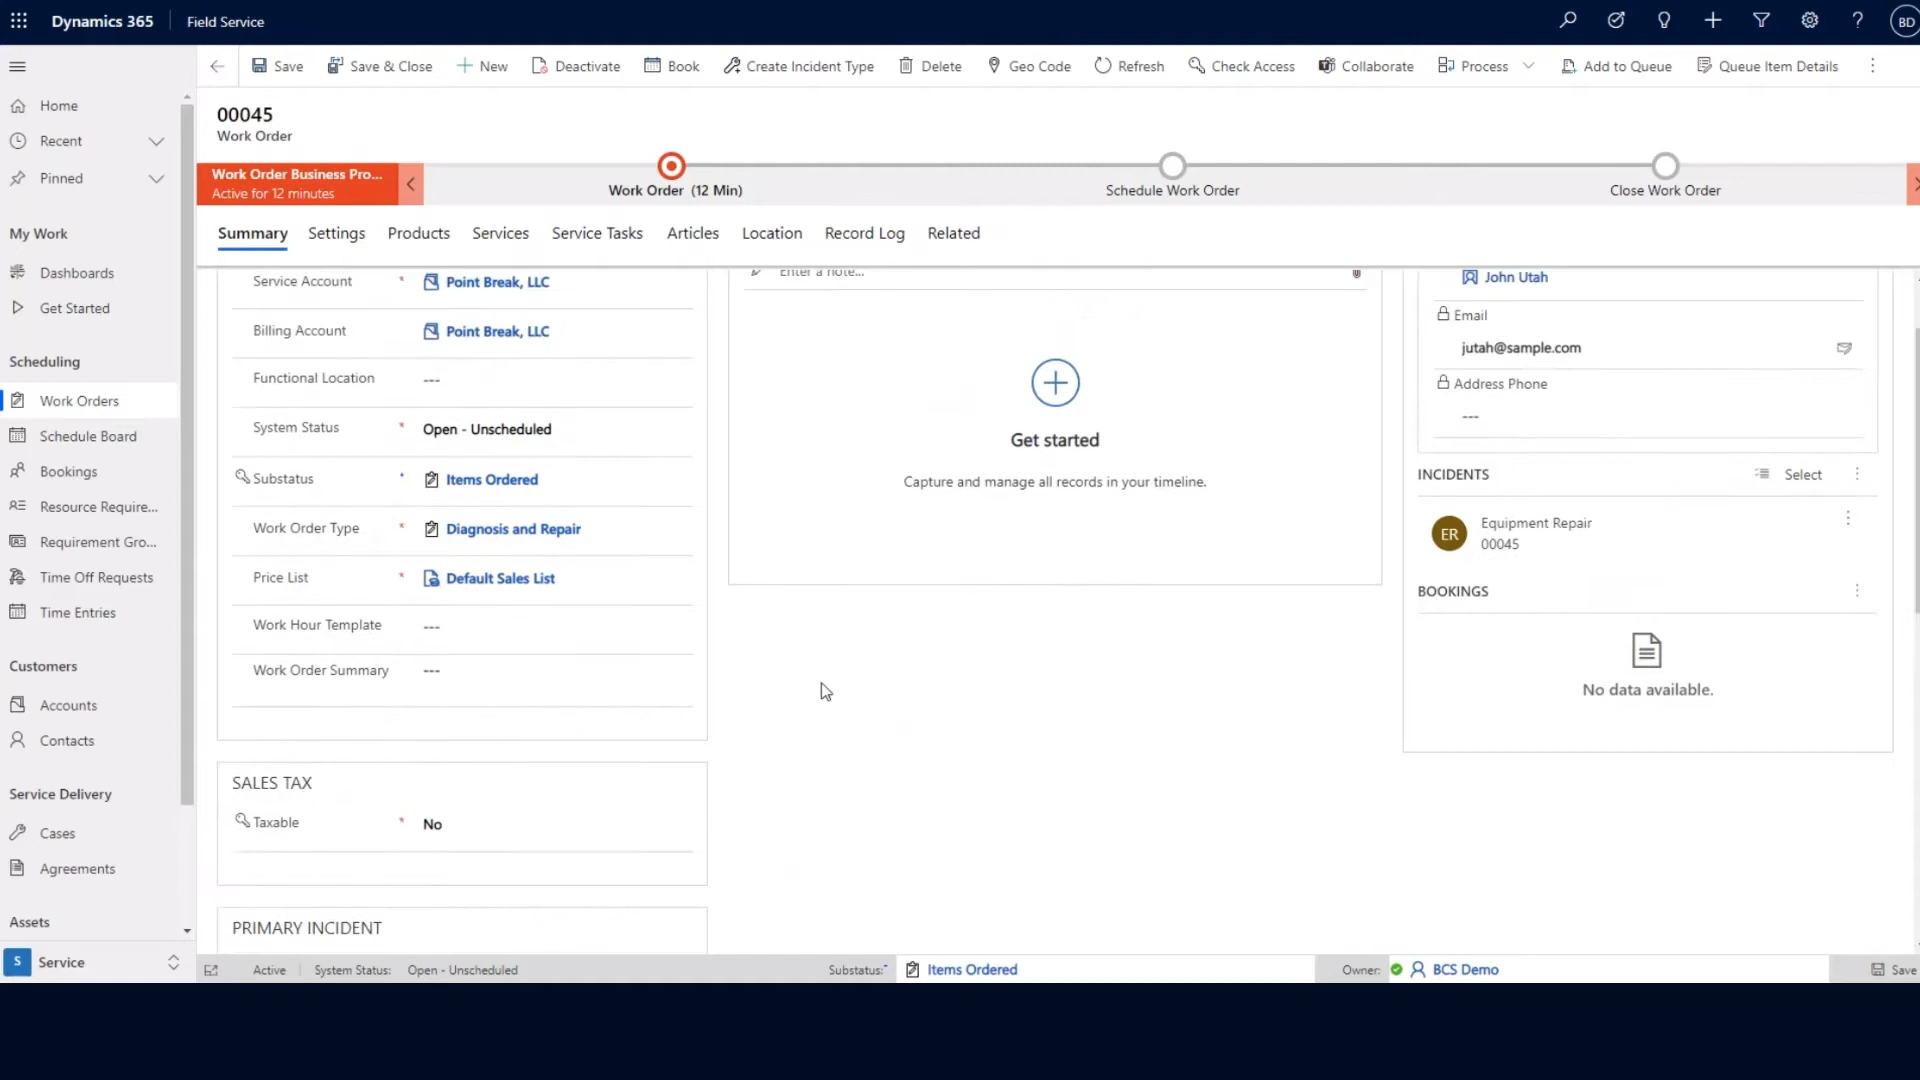 Dynamics 365
Field Service
BD
Save
Save & Close
New
Deactivate
Book
Create Incident Type
Delete
Geo Code
Refresh
Check Access
Collaborate
Process
Add to Queue
Queue Item Details
Home
Recent
Pinned
My Work
Dashboards
Get Started
Scheduling
Work Orders
Schedule Board
Bookings
Resource Require...
Requirement Gro...
Time Off Requests
Time Entries
Customers
Accounts
Contacts
Service Delivery
Cases
Agreements
Assets
S
Service
00045
Work Order
Work Order Business Pro...
Active for 12 minutes
Work Order (12 Min)
Schedule Work Order
Close Work Order
Summary
Settings
Products
Services
Service Tasks
Articles
Location
Record Log
Related
Service Account * Point Break, LLC
Billing Account Point Break, LLC
Functional Location ---
System Status * Open - Unscheduled
Substatus * Items Ordered
Work Order Type * Diagnosis and Repair
Price List * Default Sales List
Work Hour Template ---
Work Order Summary ---
SALES TAX
Taxable * No
PRIMARY INCIDENT
Enter a note...
Get started
Capture and manage all records in your timeline.
John Utah
Email
jutah@sample.com
Address Phone
---
INCIDENTS
Select
ER
Equipment Repair
00045
BOOKINGS
No data available.
Active
System Status: Open - Unscheduled
Substatus:* Items Ordered
Owner: BCS Demo
Save